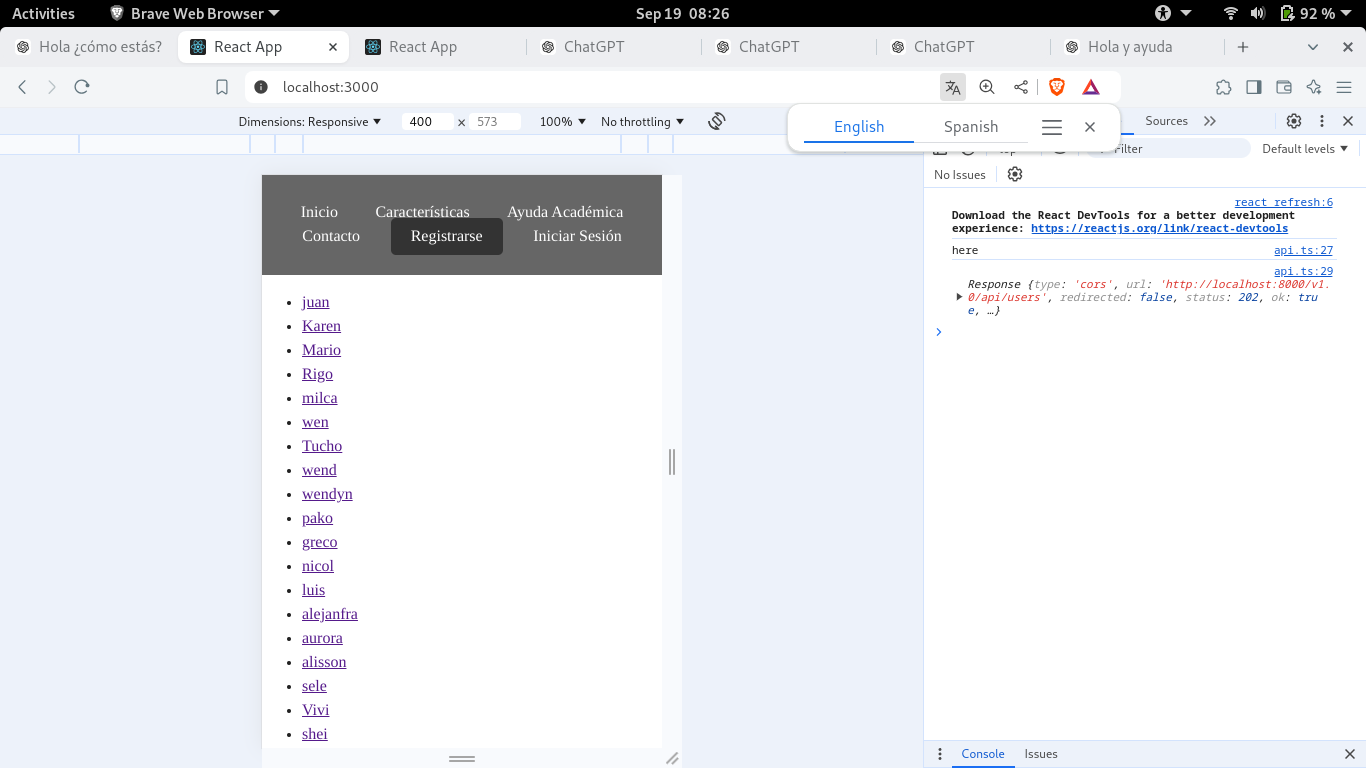 Activities Brave Web Browser Sep 19 08:26 92 %
Hola ¿cómo estás? React App React App ChatGPT ChatGPT ChatGPT Hola y ayuda
localhost:3000
Dimensions: Responsive 400 x 573 100% No throttling English Spanish Sources
Filter Default levels
No Issues
Inicio Características Ayuda Académica
Contacto Registrarse Iniciar Sesión
juan
Karen
Mario
Rigo
milca
wen
Tucho
wend
wendyn
pako
greco
nicol
luis
alejanfra
aurora
alisson
sele
Vivi
shei
react refresh:6
Download the React DevTools for a better development
experience: https://reactjs.org/link/react-devtools
here api.ts:27
api.ts:29
Response {type: 'cors', url: 'http://localhost:8000/v1.
0/api/users', redirected: false, status: 202, ok: tru
e, …}
Console Issues